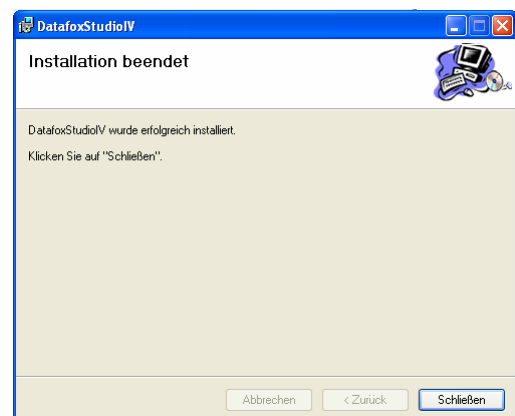 DatafoxStudioIV
Installation beendet
DatafoxStudioIV wurde erfolgreich installiert.
Klicken Sie auf "Schließen".
Abbrechen
< Zurück
Schließen